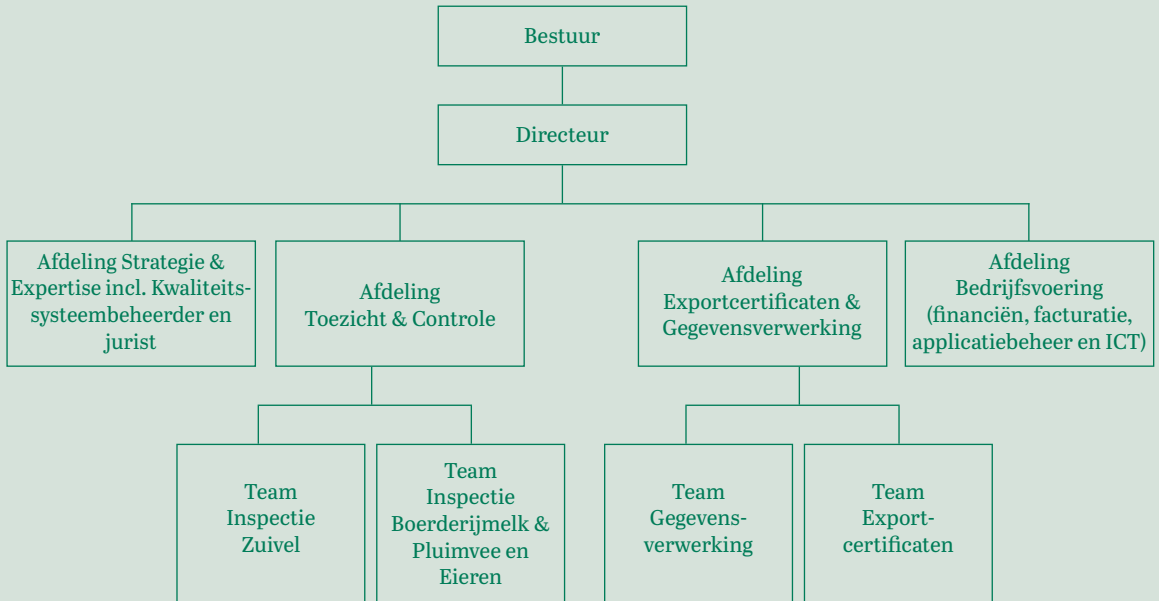 Bestuur
Directeur
Afdeling Strategie &
Expertise incl. Kwaliteits-
systeembeheerder en
jurist
Afdeling
Toezicht & Controle
Afdeling
Exportcertificaten &
Gegevensverwerking
Afdeling
Bedrijfsvoering
(financiën, facturatie,
applicatiebeheer en ICT)
Team
Inspectie
Zuivel
Team
Inspectie
Boerderijmelk &
Pluimvee en
Eieren
Team
Gegevens-
verwerking
Team
Export-
certificaten